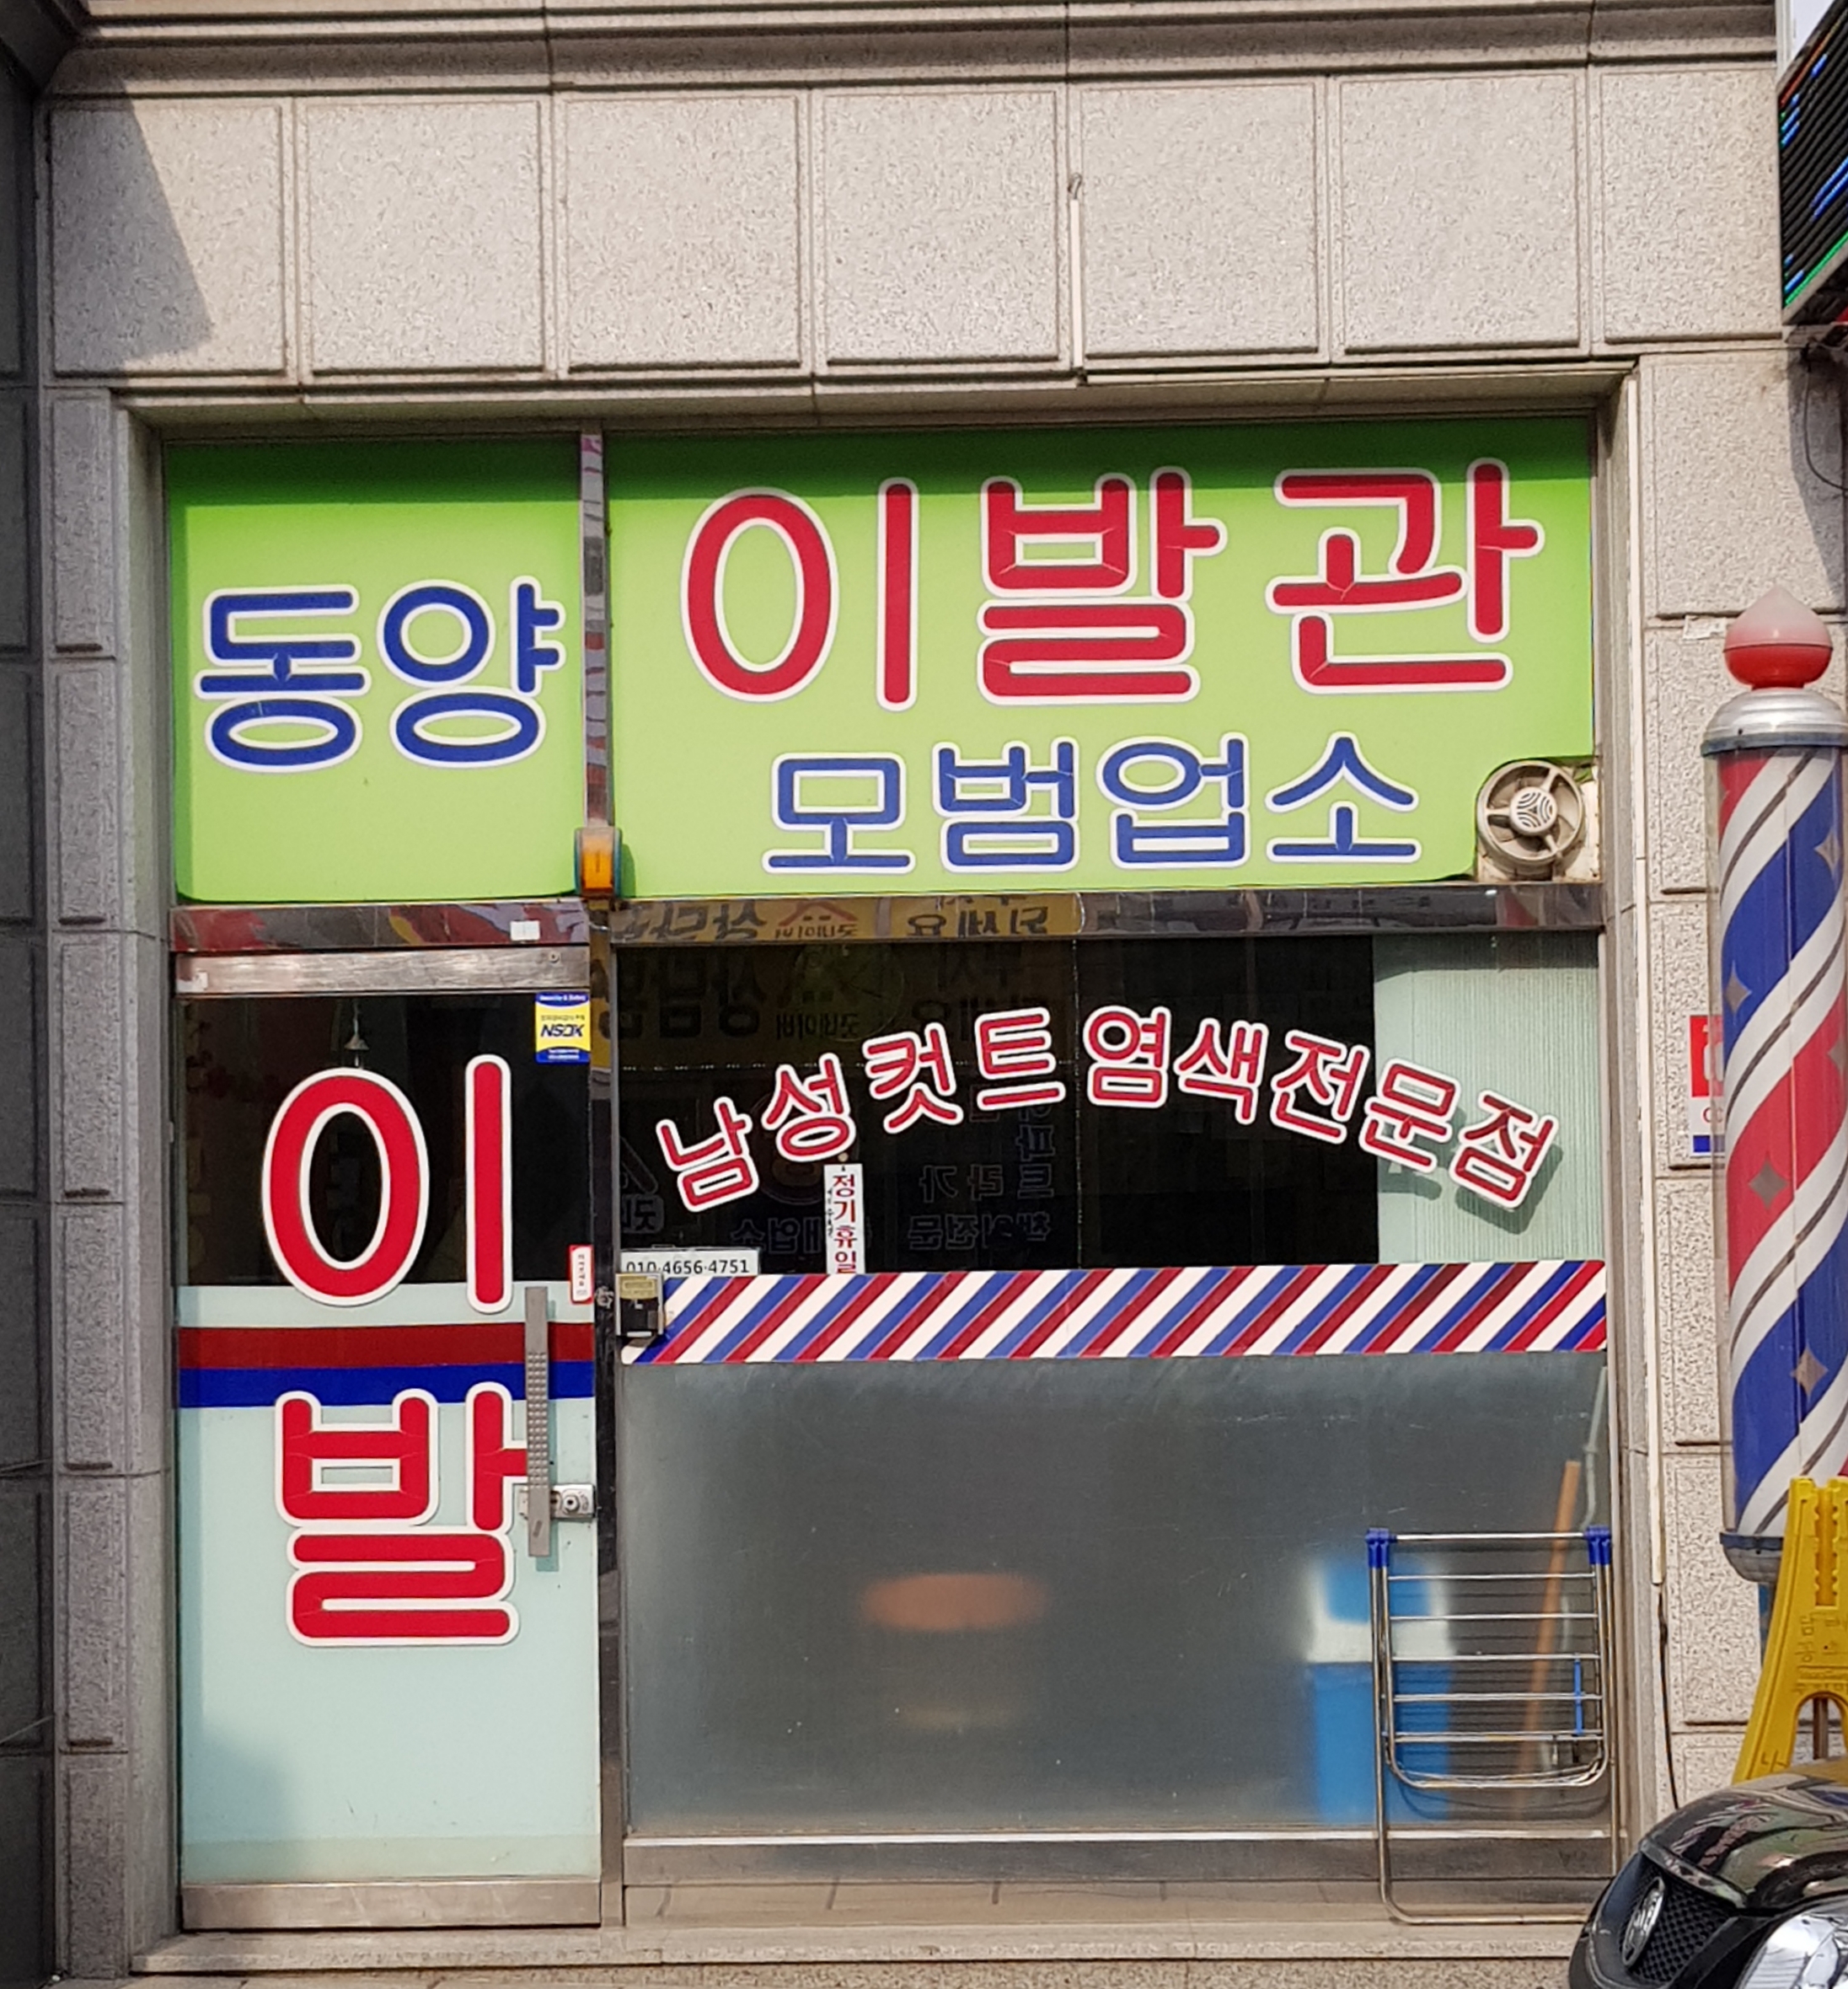 동양
이발관
모범업소
남성컷트염색전문점
정기휴일
010·4656·4751
이
발